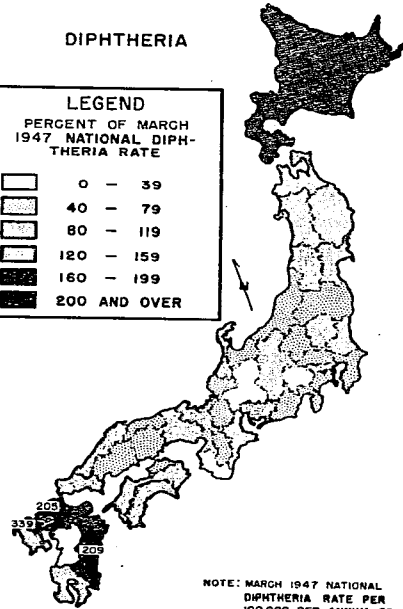 DIPHTHERIA
LEGEND
PERCENT OF MARCH
1947 NATIONAL DIPH-
THERIA RATE
0 – 39
40 – 79
80 – 119
120 – 159
160 – 199
200 AND OVER
205
339
209
NOTE: MARCH 1947 NATIONAL
DIPHTHERIA RATE PER